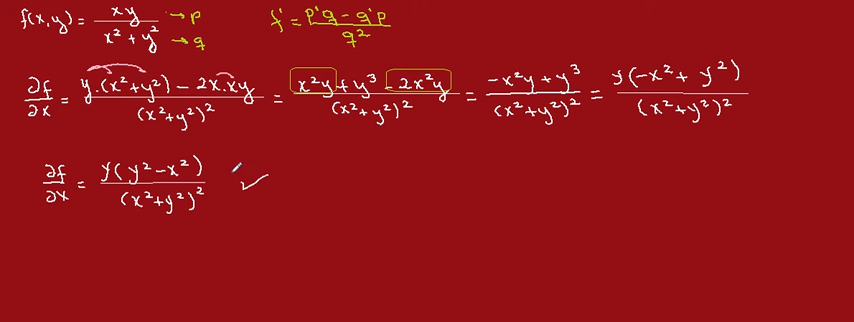 f(x,y) = xy / x² + y² → p → q f' = p'q - q'p / q²
∂f/∂x = y.(x²+y²) - 2x.xy / (x²+y²)² = x²y + y³ - 2x²y / (x²+y²)² = -x²y + y³ / (x²+y²)² = y(-x² + y²) / (x²+y²)²
∂f/∂x = y(y² - x²) / (x²+y²)² ✓